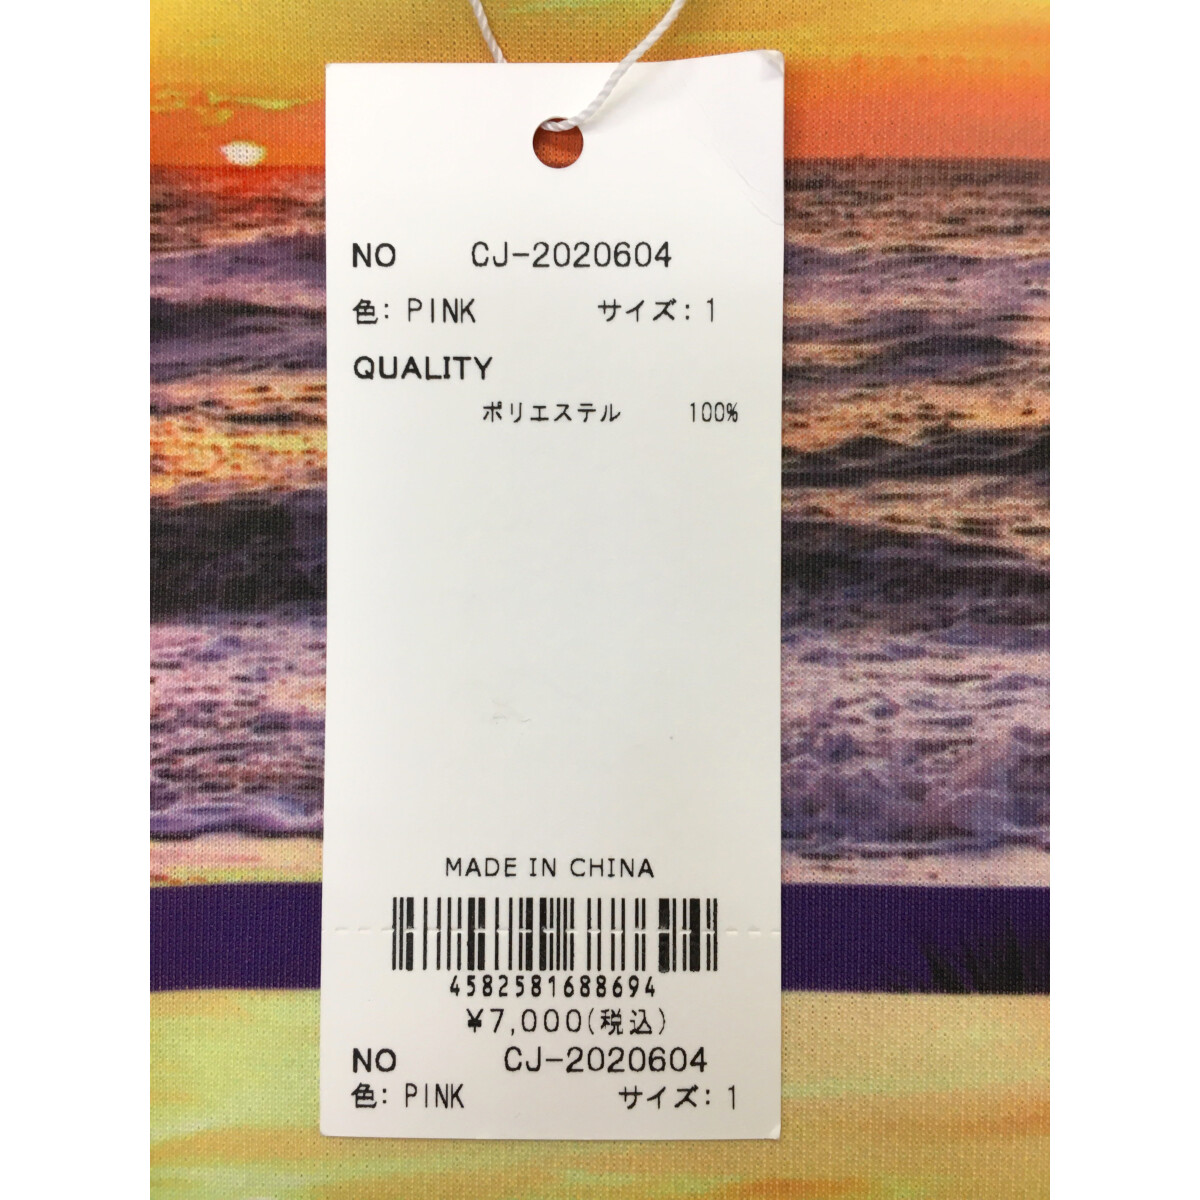 NO CJ-2020604
色: PINK サイズ: 1
QUALITY
ポリエステル 100%
MADE IN CHINA
4582581688694
¥7,000(税込)
NO CJ-2020604
色: PINK サイズ: 1